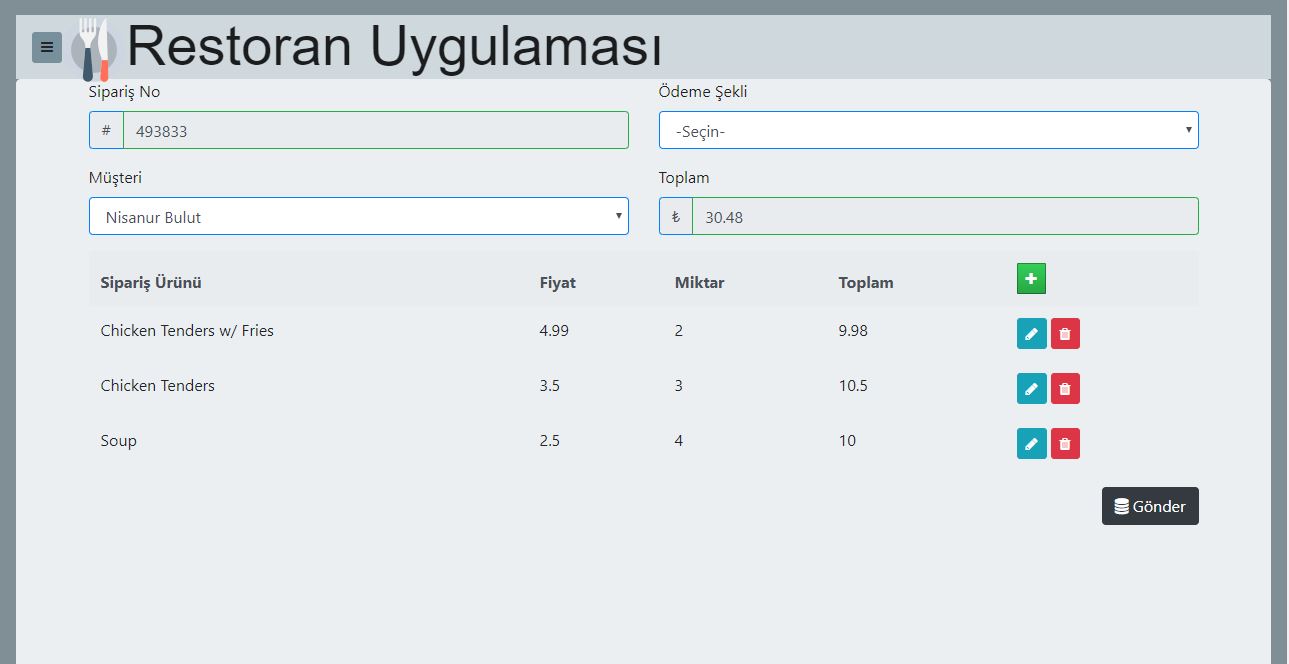 Restoran Uygulaması
Sipariş No
Ödeme Şekli
# 493833
-Seçin-
Müşteri
Toplam
Nisanur Bulut
₺ 30.48
Sipariş Ürünü Fiyat Miktar Toplam
Chicken Tenders w/ Fries 4.99 2 9.98
Chicken Tenders 3.5 3 10.5
Soup 2.5 4 10
Gönder